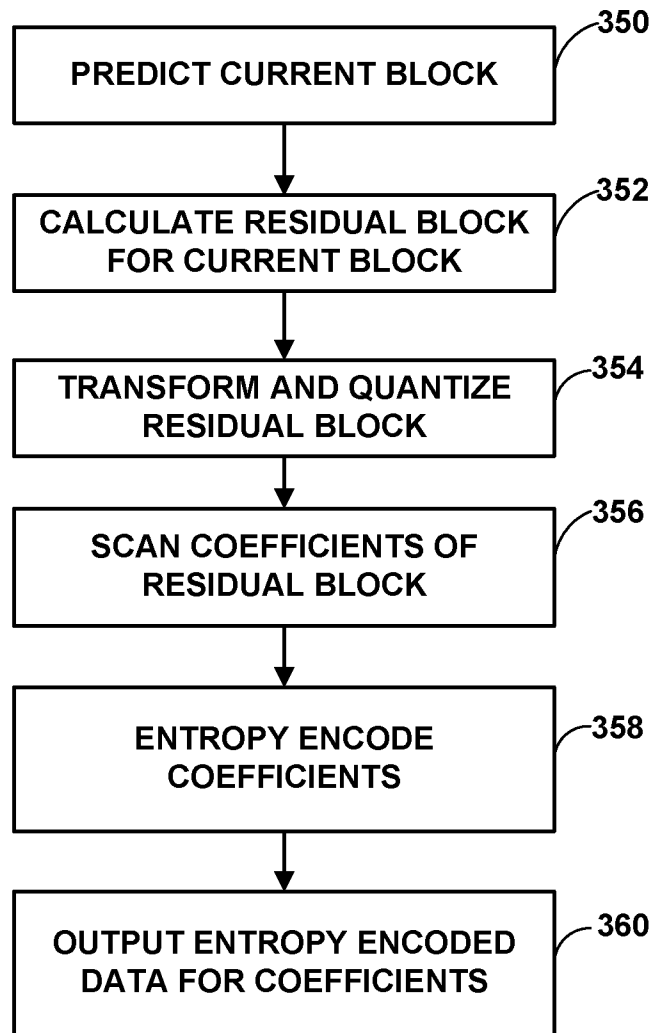 350
PREDICT CURRENT BLOCK
352
CALCULATE RESIDUAL BLOCK
FOR CURRENT BLOCK
354
TRANSFORM AND QUANTIZE
RESIDUAL BLOCK
356
SCAN COEFFICIENTS OF
RESIDUAL BLOCK
358
ENTROPY ENCODE
COEFFICIENTS
360
OUTPUT ENTROPY ENCODED
DATA FOR COEFFICIENTS